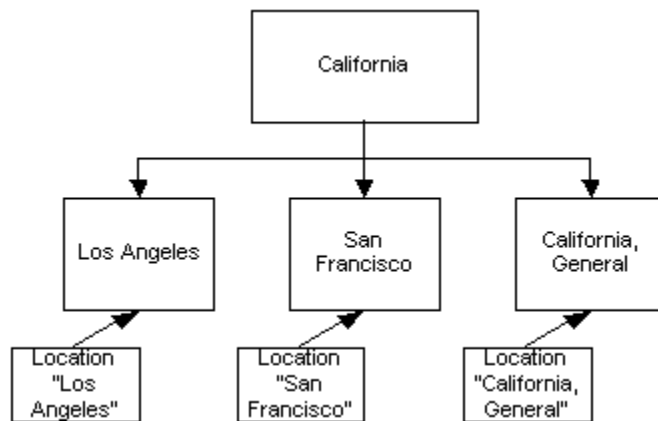 California
Los Angeles
San
Francisco
California,
General
Location
"Los
Angeles"
Location
"San
Francisco"
Location
"California,
General"